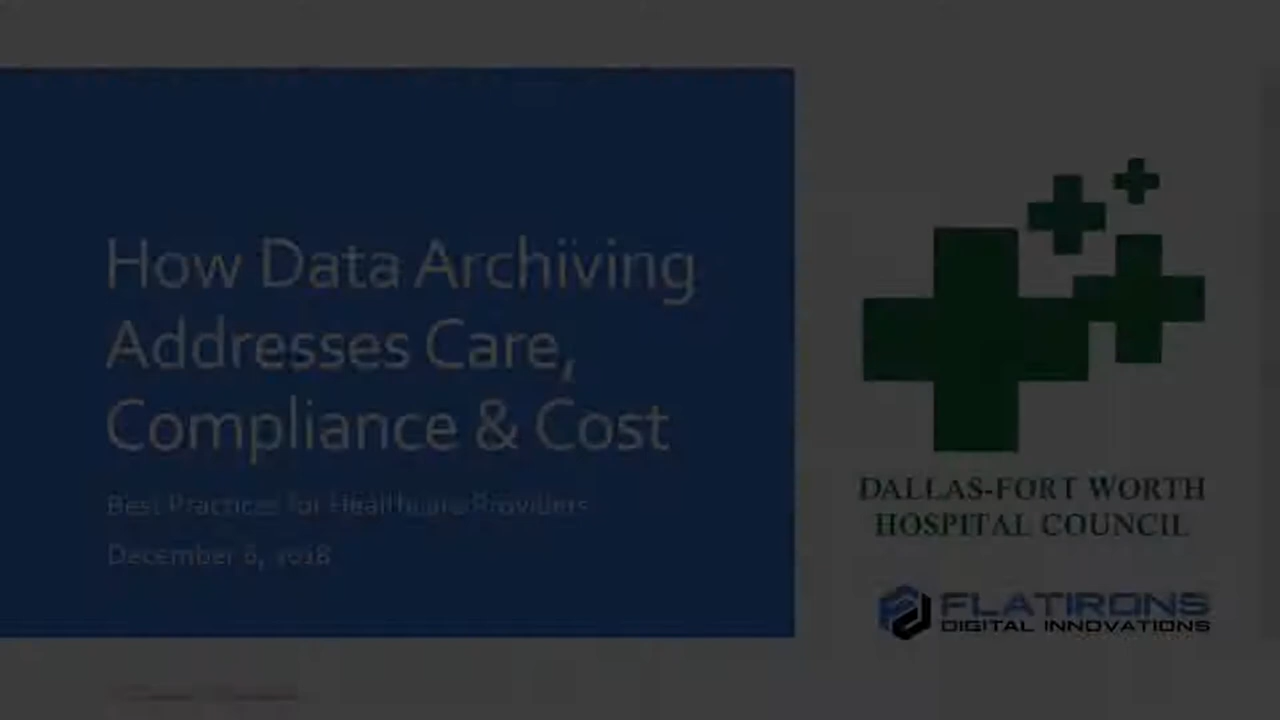 How Data Archiving
Addresses Care,
Compliance & Cost
Best Practices for Healthcare Providers
December 6, 2018
DALLAS-FORT WORTH
HOSPITAL COUNCIL
FLATIRONS
DIGITAL INNOVATIONS